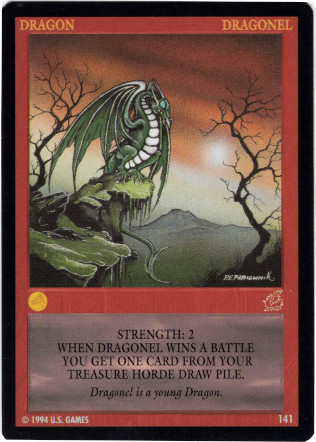 DRAGON DRAGONEL
STRENGTH: 2
WHEN DRAGONEL WINS A BATTLE
YOU GET ONE CARD FROM YOUR
TREASURE HORDE DRAW PILE.
Dragonel is a young Dragon.
© 1994 U.S. GAMES 141